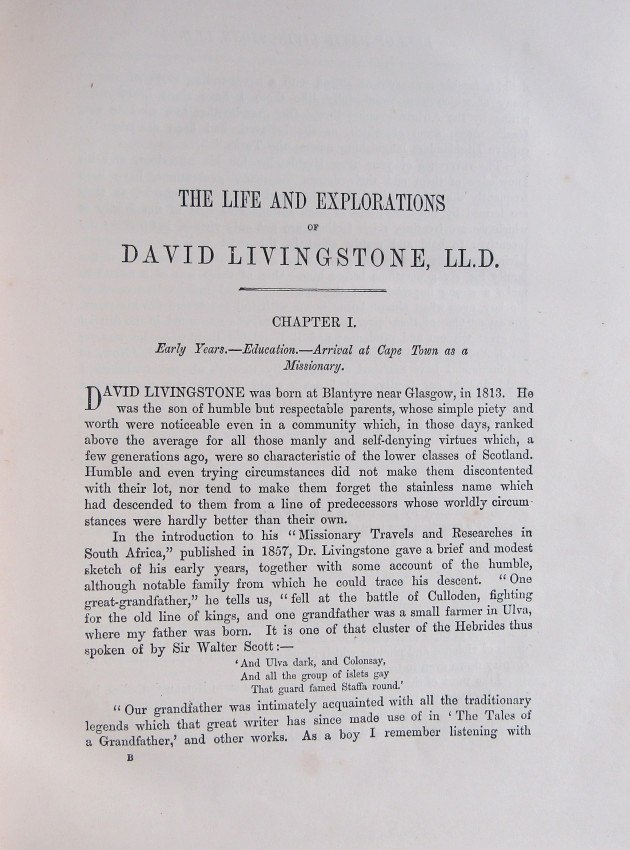 THE LIFE AND EXPLORATIONS
OF
DAVID LIVINGSTONE, LL.D.
CHAPTER I.
Early Years.—Education.—Arrival at Cape Town as a
Missionary.
DAVID LIVINGSTONE was born at Blantyre near Glasgow, in 1813. He
was the son of humble but respectable parents, whose simple piety and
worth were noticeable even in a community which, in those days, ranked
above the average for all those manly and self-denying virtues which, a
few generations ago, were so characteristic of the lower classes of Scotland.
Humble and even trying circumstances did not make them discontented
with their lot, nor tend to make them forget the stainless name which
had descended to them from a line of predecessors whose worldly circum-
stances were hardly better than their own.
In the introduction to his “Missionary Travels and Researches in
South Africa,” published in 1857, Dr. Livingstone gave a brief and modest
sketch of his early years, together with some account of the humble,
although notable family from which he could trace his descent. “One
great-grandfather,” he tells us, “fell at the battle of Culloden, fighting
for the old line of kings, and one grandfather was a small farmer in Ulva,
where my father was born. It is one of that cluster of the Hebrides thus
spoken of by Sir Walter Scott:—
‘And Ulva dark, and Colonsay,
And all the group of islets gay
That guard famed Staffa round.’
“Our grandfather was intimately acquainted with all the traditionary
legends which that great writer has since made use of in ‘The Tales of
a Grandfather,’ and other works. As a boy I remember listening with
B